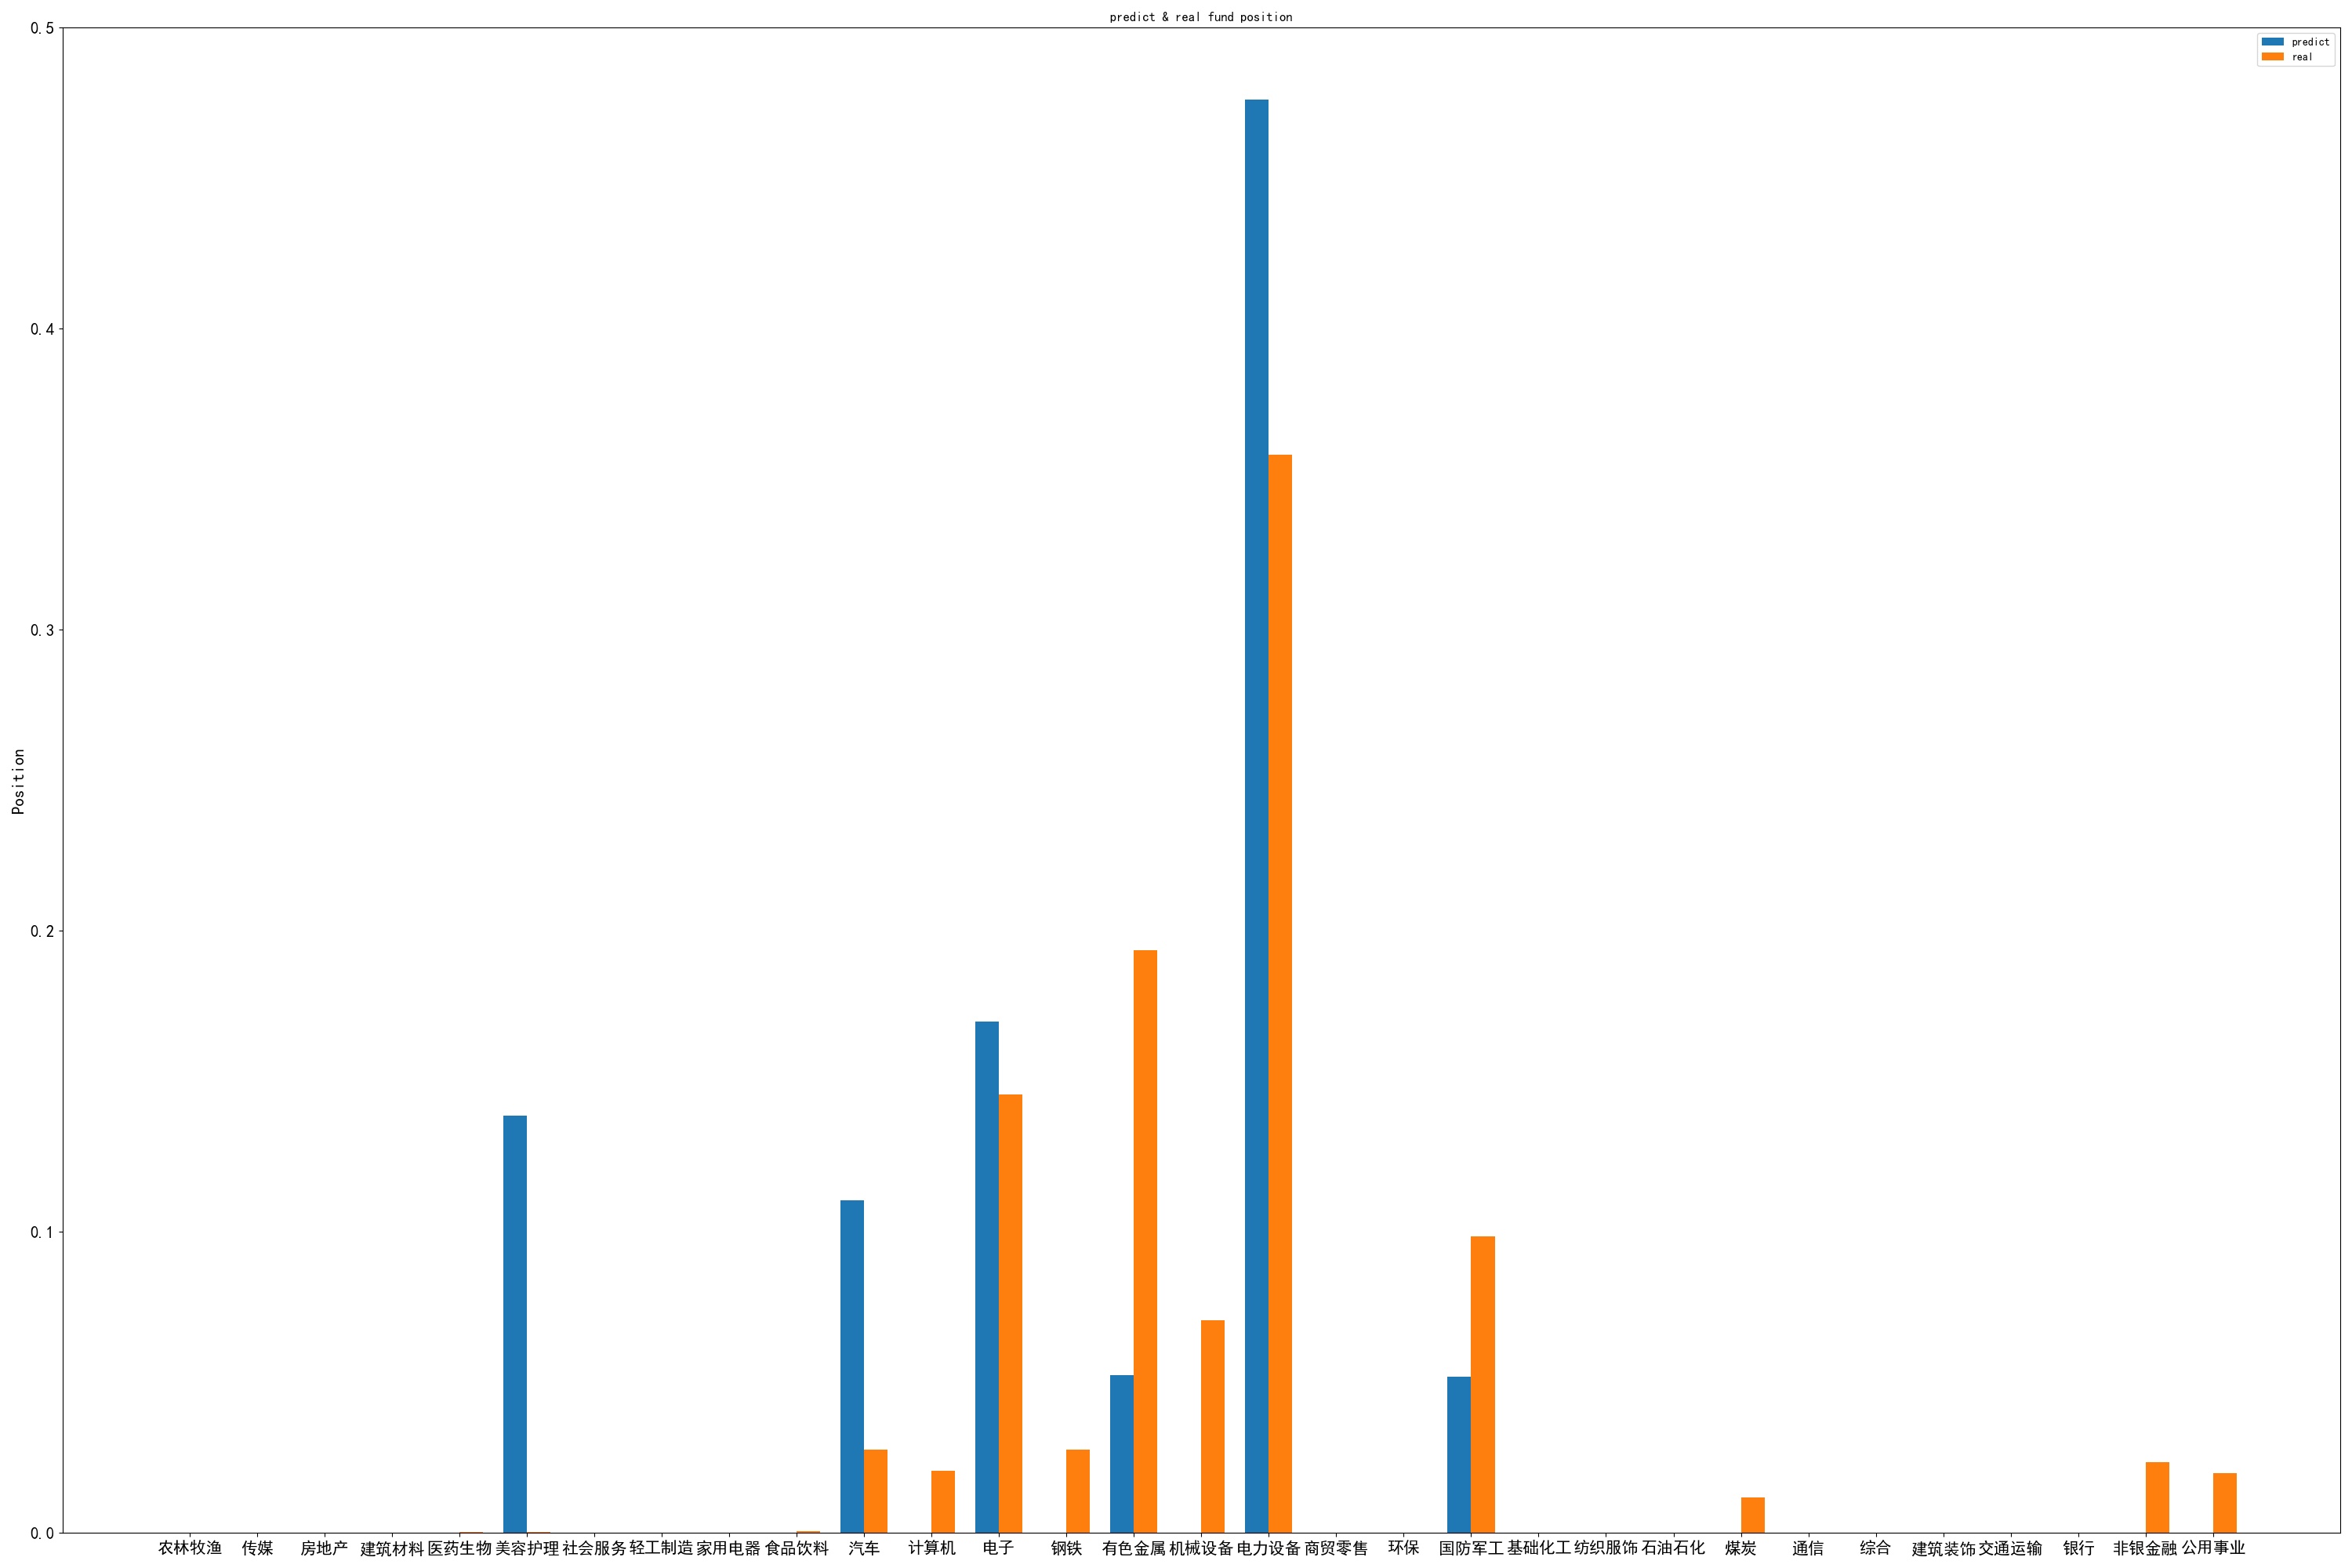 predict & real fund position
predict
real
0.5
0.4
0.3
0.2
0.1
0.0
Position
农林牧渔 传媒 房地产 建筑材料 医药生物 美容护理 社会服务 轻工制造 家用电器 食品饮料 汽车 计算机 电子 钢铁 有色金属 机械设备 电力设备 商贸零售 环保 国防军工 基础化工 纺织服饰 石油石化 煤炭 通信 综合 建筑装饰 交通运输 银行 非银金融 公用事业